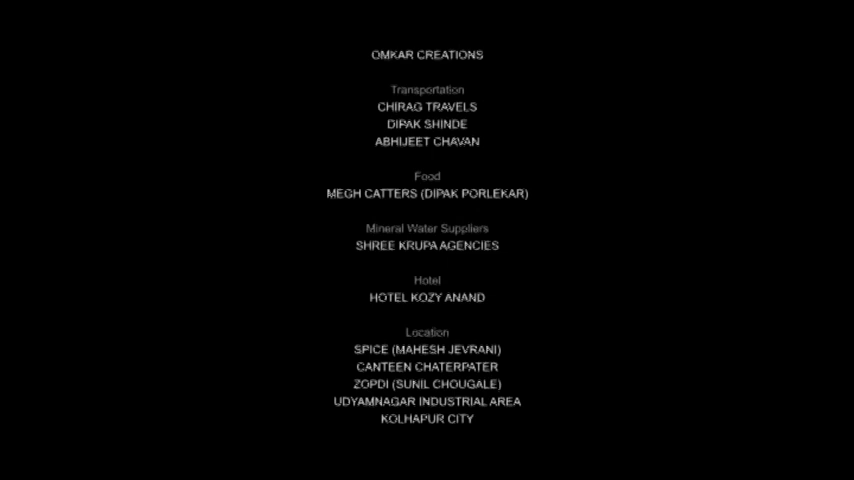 OMKAR CREATIONS
Transportation
CHIRAG TRAVELS
DIPAK SHINDE
ABHIJEET CHAVAN
Food
MEGH CATTERS (DIPAK PORLEKAR)
Mineral Water Suppliers
SHREE KRUPA AGENCIES
Hotel
HOTEL KOZY ANAND
Location
SPICE (MAHESH JEVRANI)
CANTEEN CHATERPATER
ZOPDI (SUNIL CHOUGALE)
UDYAMNAGAR INDUSTRIAL AREA
KOLHAPUR CITY